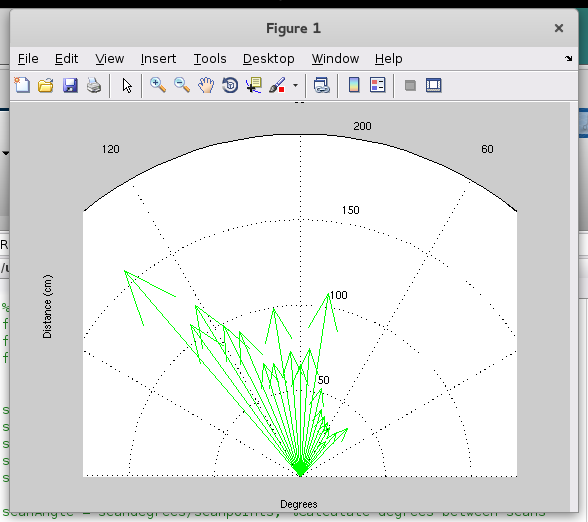 Figure 1
File Edit View Insert Tools Desktop Window Help
200
120
60
150
100
50
Distance (cm)
Degrees
R
/u
%a
f
f
f
s
s
s
s
s
scanAngle = scandegrees/scanpoints; %calculate degrees between scans